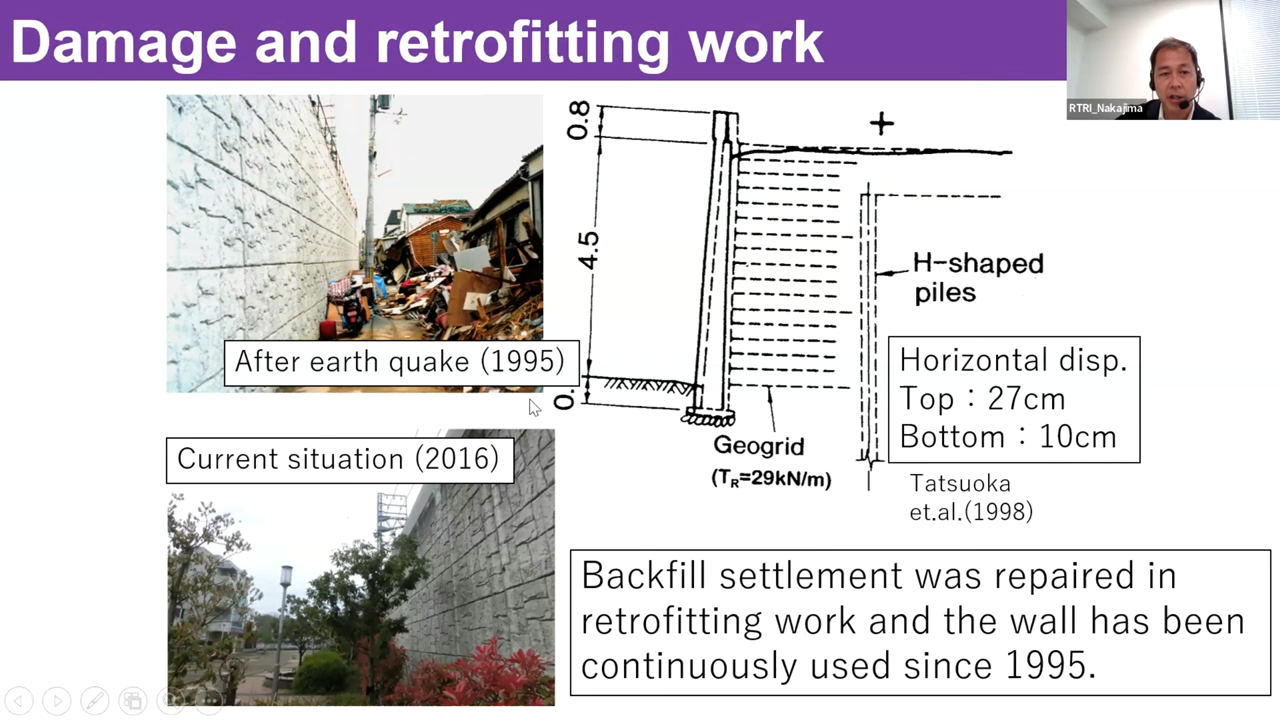 Damage and retrofitting work
RTRI_Nakajima
After earth quake (1995)
Current situation (2016)
0.8
4.5
0.
H-shaped
piles
Geogrid
(TR=29kN/m)
Horizontal disp.
Top：27cm
Bottom：10cm
Tatsuoka
et.al.(1998)
Backfill settlement was repaired in
retrofitting work and the wall has been
continuously used since 1995.